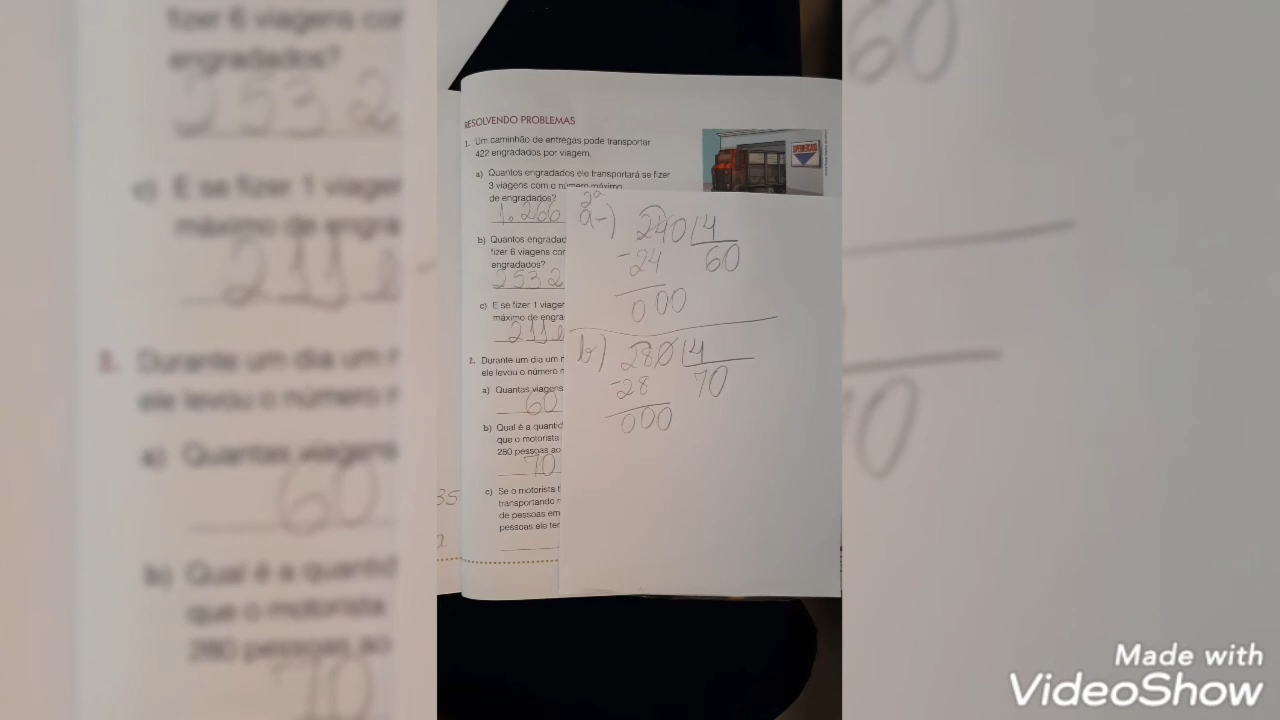 RESOLVENDO PROBLEMAS
1. Um caminhão de entregas pode transportar
422 engradados por viagem.
a) Quantos engradados ele transportará se fizer
3 viagens com o número máximo
de engradados?
1.266
b) Quantos engradad
fizer 6 viagens com
engradados?
2532
c) E se fizer 1 viagem
máximo de engra
211
2. Durante um dia um m
ele levou o número m
a) Quantas viagens
60
b) Qual é a quantid
que o motorista
280 pessoas ao
70
c) Se o motorista t
transportando
de pessoas em
pessoas ele ter
35
2ª
a-) 240 4
-24 60
000
b) 280 4
-28 70
000
SUPERMERCADO
Made with
VideoShow